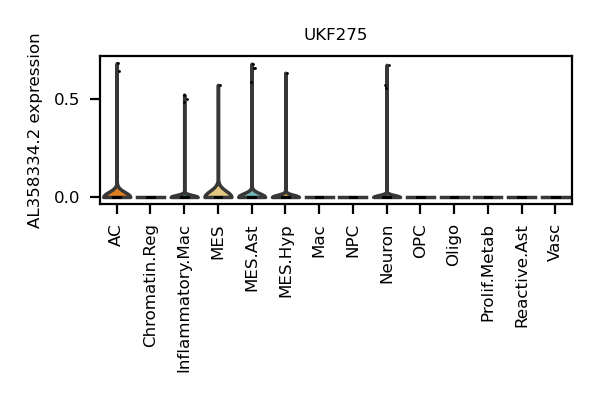 UKF275
AL358334.2 expression
0.5
0.0
AC
Chromatin.Reg
Inflammatory.Mac
MES
MES.Ast
MES.Hyp
Mac
NPC
Neuron
OPC
Oligo
Prolif.Metab
Reactive.Ast
Vasc